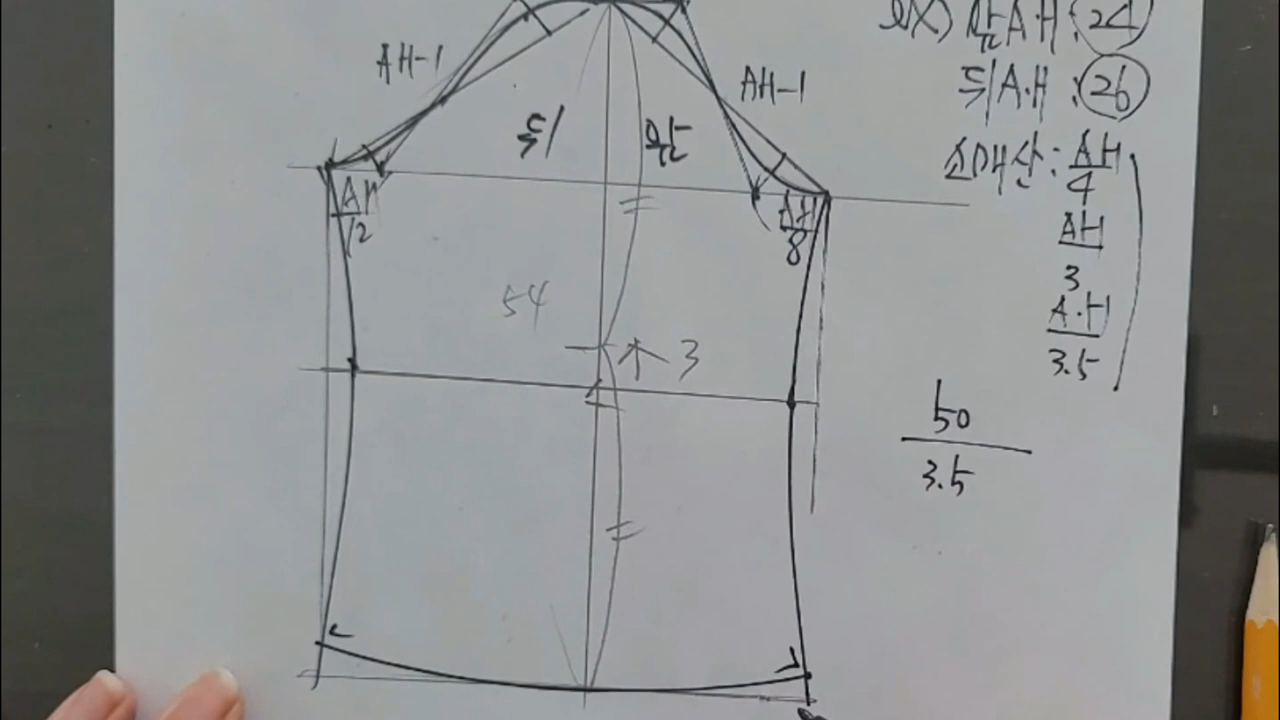 ex) 앞A.H : 24
뒤A.H : 26
AH-1
AH-1
뒤
앞
소매산 : AH/4
AH/3
A.H/3.5
AH/12
AH/8
54
3
50/3.5